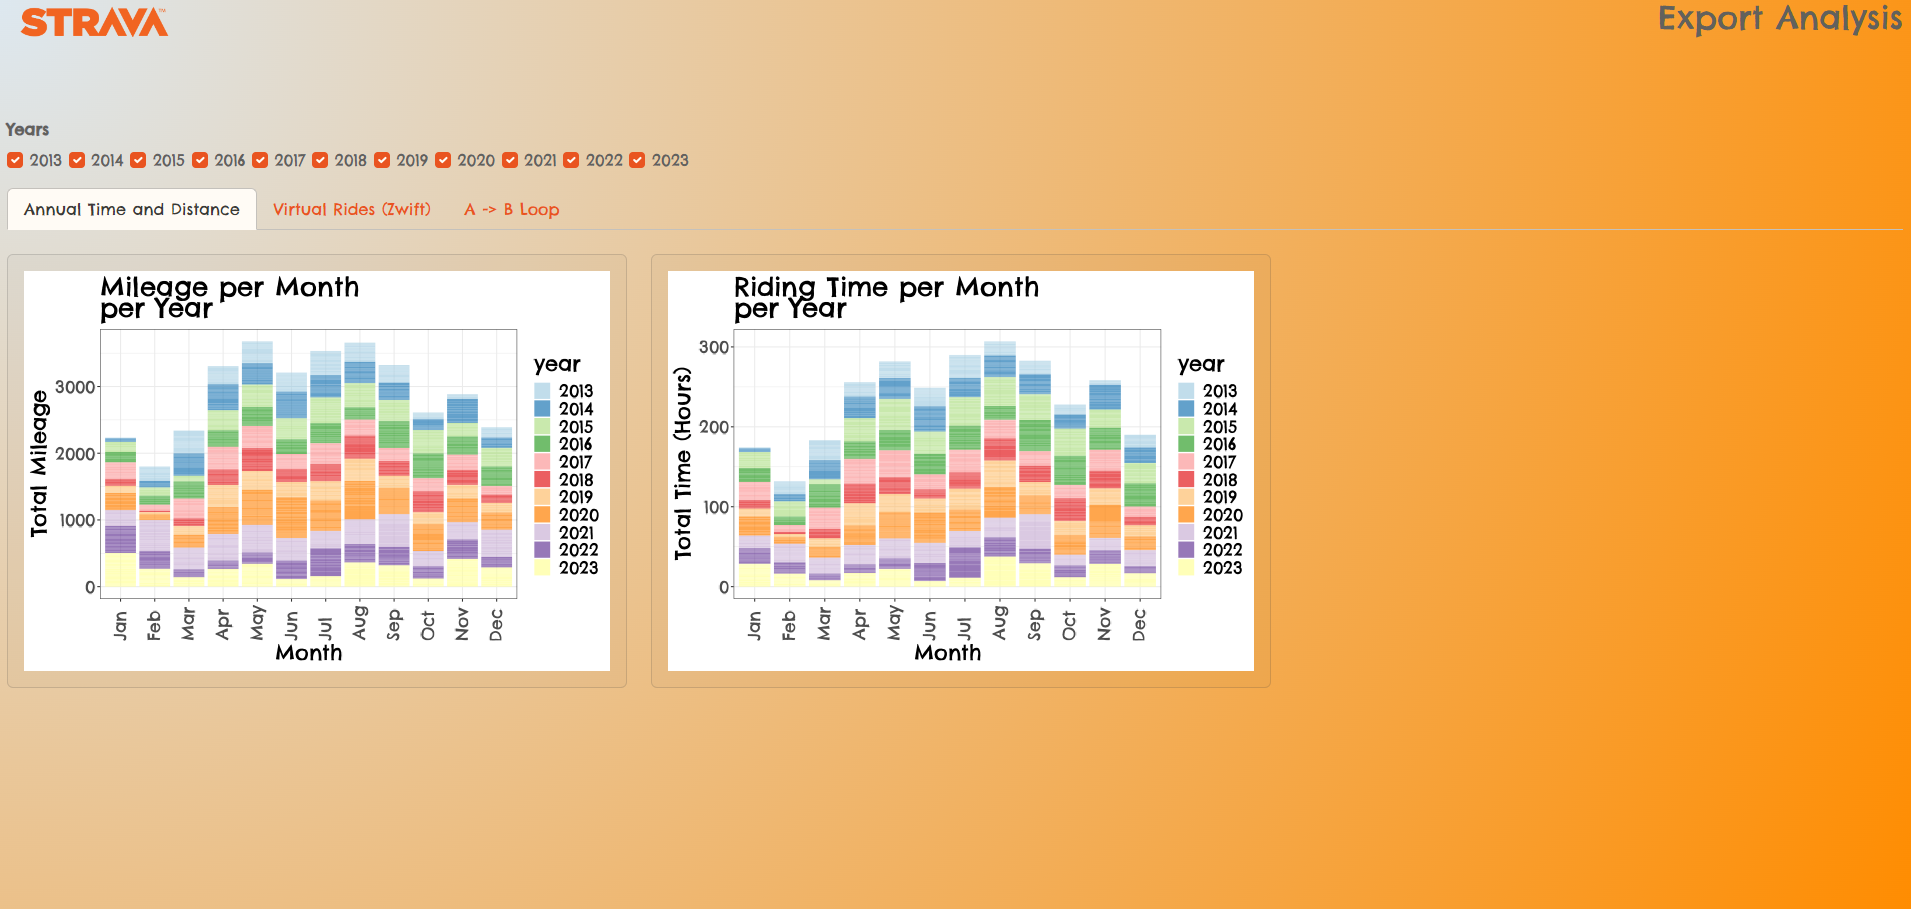 STRAVA™
Export Analysis
Years
2013 2014 2015 2016 2017 2018 2019 2020 2021 2022 2023
Annual Time and Distance Virtual Rides (Zwift) A -> B Loop
Mileage per Month
per Year
Total Mileage
3000
2000
1000
0
Jan Feb Mar Apr May Jun Jul Aug Sep Oct Nov Dec
Month
year
2013
2014
2015
2016
2017
2018
2019
2020
2021
2022
2023
Riding Time per Month
per Year
Total Time (Hours)
300
200
100
0
Jan Feb Mar Apr May Jun Jul Aug Sep Oct Nov Dec
Month
year
2013
2014
2015
2016
2017
2018
2019
2020
2021
2022
2023